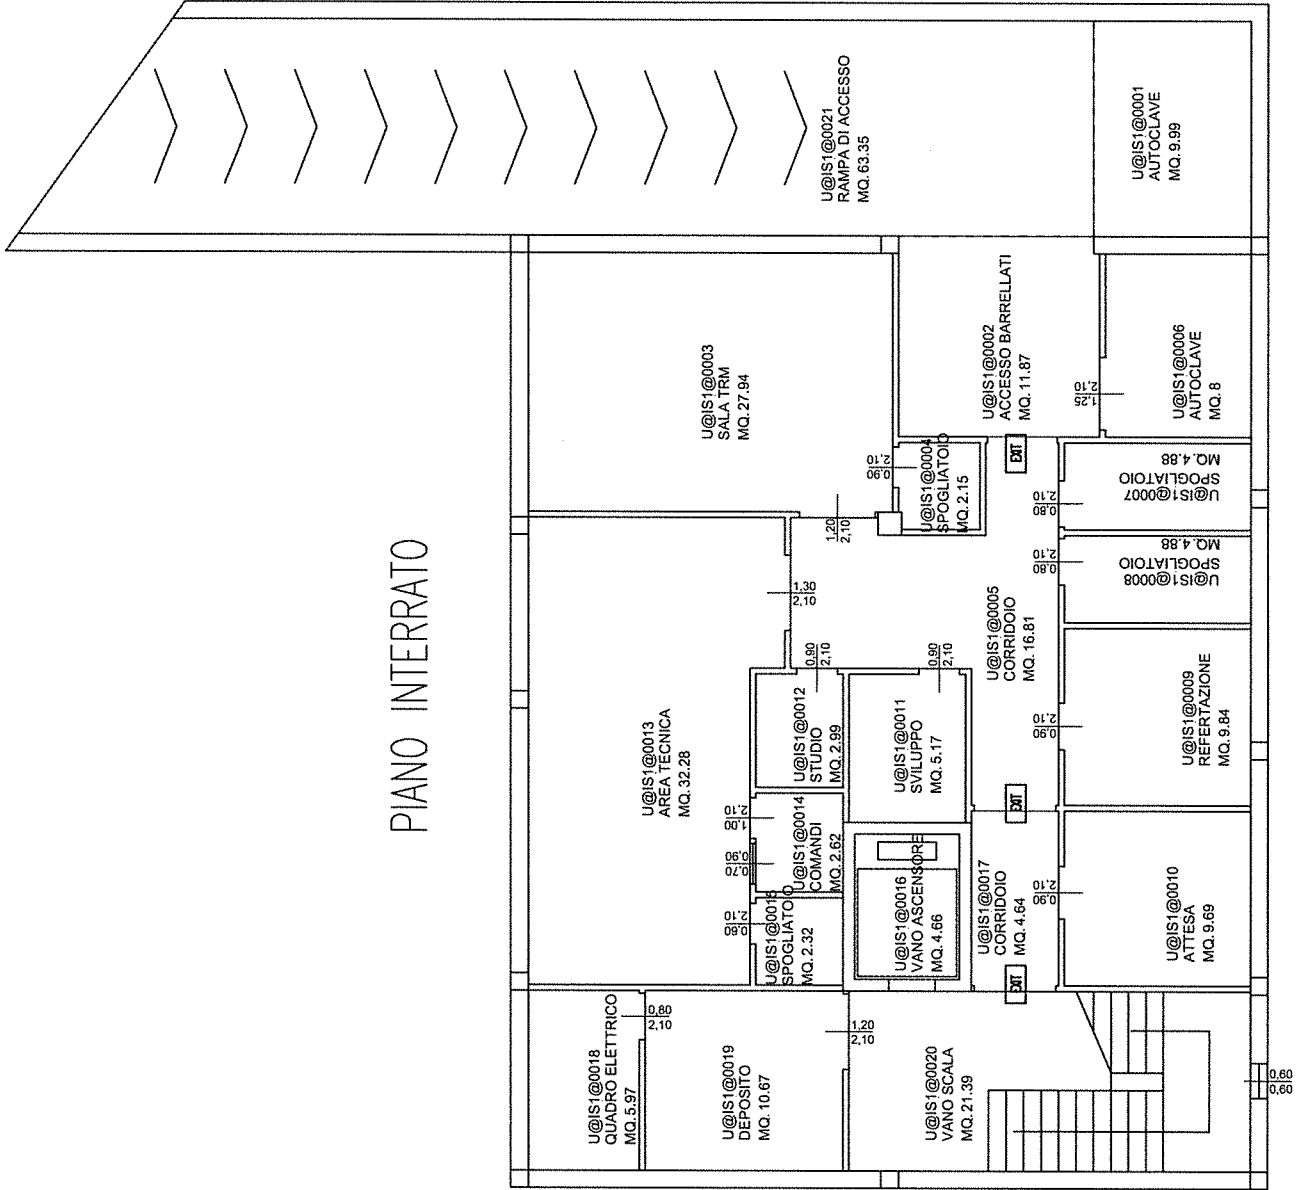 PIANO INTERRATO
U@IS1@0021
RAMPA DI ACCESSO
MQ. 63.35
U@IS1@0001
AUTOCLAVE
MQ. 9.99
U@IS1@0003
SALA TRM
MQ. 27.94
U@IS1@0002
ACCESSO BARRELLATI
MQ. 11.87
1,25
2,10
U@IS1@0006
AUTOCLAVE
MQ. 8
0,90
2,10
U@IS1@0004
SPOGLIATOIO
MQ. 2.15
EXIT
0,80
2,10
U@IS1@0007
SPOGLIATOIO
MQ. 4.88
1,20
2,10
0,80
2,10
U@IS1@0008
SPOGLIATOIO
MQ. 4.88
1,30
2,10
U@IS1@0005
CORRIDOIO
MQ. 16.81
0,90
2,10
0,90
2,10
U@IS1@0013
AREA TECNICA
MQ. 32.28
U@IS1@0012
STUDIO
MQ. 2.99
U@IS1@0011
SVILUPPO
MQ. 5.17
0,90
2,10
U@IS1@0009
REFERTAZIONE
MQ. 9.84
1,00
2,10
0,70
0,90
U@IS1@0014
COMANDI
MQ. 2.62
EXIT
0,60
2,10
U@IS1@0015
SPOGLIATOIO
MQ. 2.32
U@IS1@0016
VANO ASCENSORE
MQ. 4.66
U@IS1@0017
CORRIDOIO
MQ. 4.64
0,90
2,10
U@IS1@0010
ATTESA
MQ. 9.69
EXIT
0,80
2,10
U@IS1@0018
QUADRO ELETTRICO
MQ. 5.97
U@IS1@0019
DEPOSITO
MQ. 10.67
1,20
2,10
U@IS1@0020
VANO SCALA
MQ. 21.39
0,60
0,60